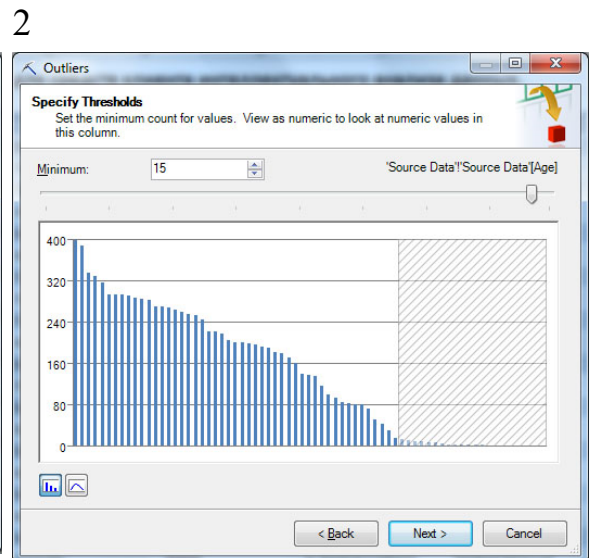 2
Outliers
Specify Thresholds
Set the minimum count for values. View as numeric to look at numeric values in
this column.
Minimum: 15 'Source Data'!'Source Data'[Age]
400
320
240
160
80
0
< Back Next > Cancel